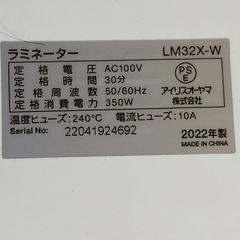 ラミネーター LM32X-W
定格電圧 AC100V
定格時間 30分
定格周波数 50/60Hz
定格消費電力 350W
PS
E
アイリスオーヤマ
株式会社
温度ヒューズ:240℃ 電流ヒューズ:10A
Serial No: 22041924692
2022年製
MADE IN CHINA